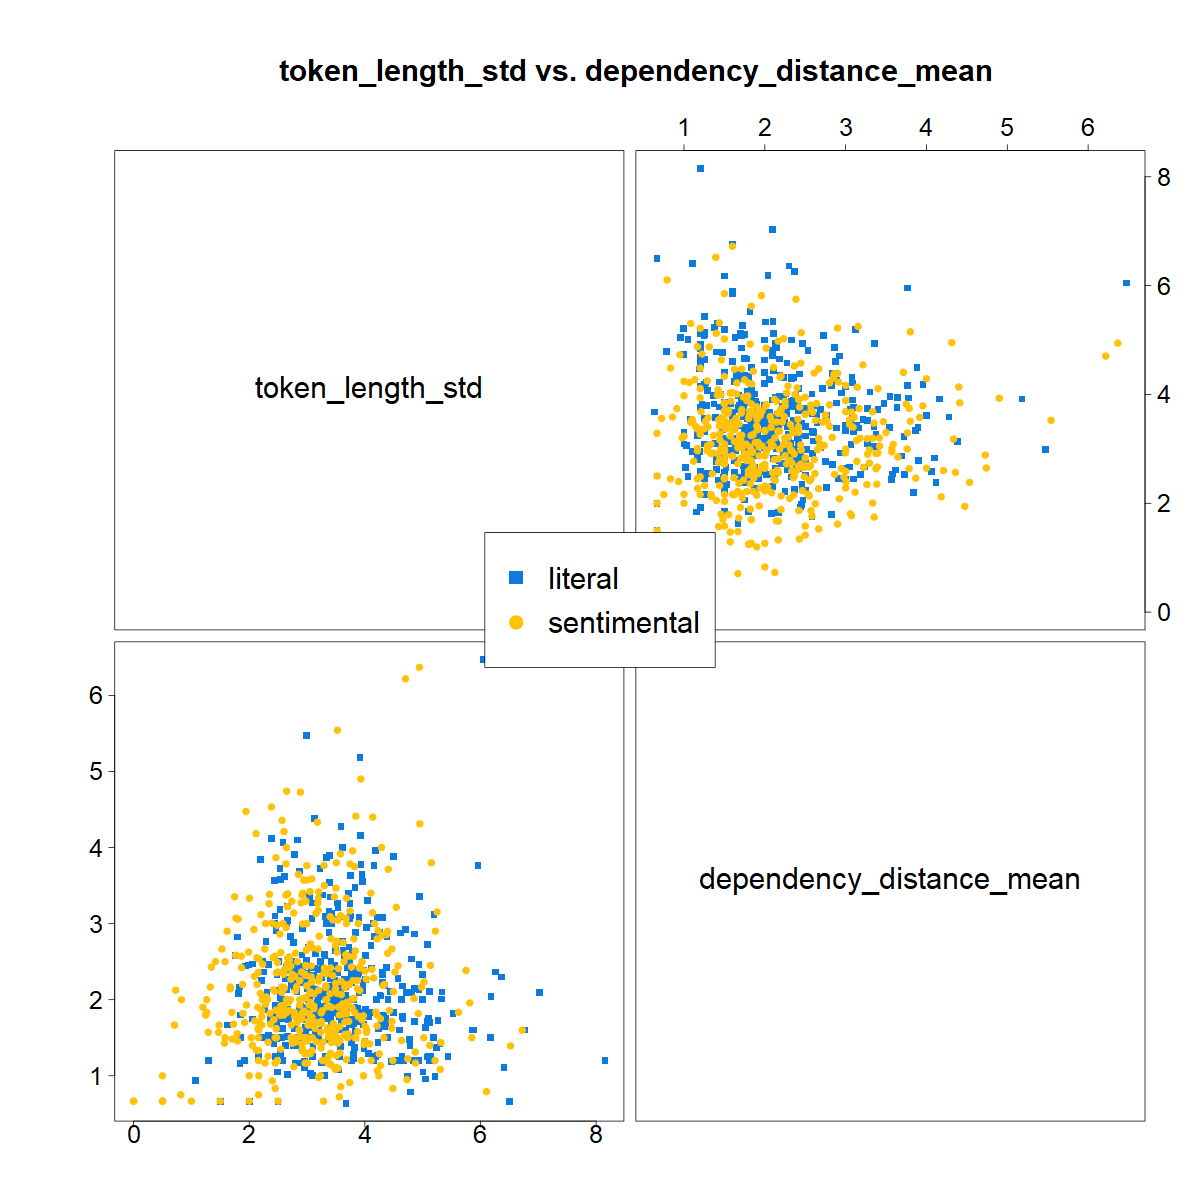 token_length_std vs. dependency_distance_mean
1 2 3 4 5 6
token_length_std
8
6
4
2
0
literal
sentimental
6
5
4
3
2
1
dependency_distance_mean
0 2 4 6 8